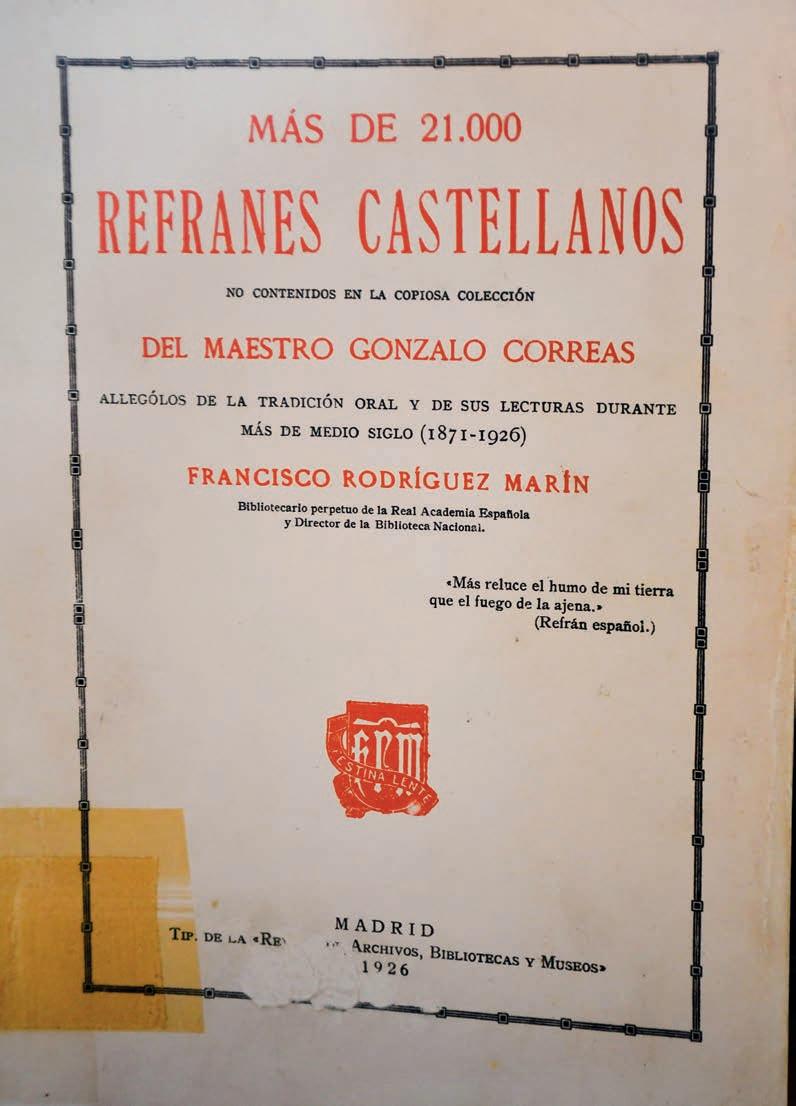 MÁS DE 21.000
REFRANES CASTELLANOS
NO CONTENIDOS EN LA COPIOSA COLECCIÓN
DEL MAESTRO GONZALO CORREAS
ALLEGÓLOS DE LA TRADICIÓN ORAL Y DE SUS LECTURAS DURANTE
MÁS DE MEDIO SIGLO (1871-1926)
FRANCISCO RODRÍGUEZ MARÍN
Bibliotecario perpetuo de la Real Academia Española
y Director de la Biblioteca Nacional.
«Más reluce el humo de mi tierra
que el fuego de la ajena.»
(Refrán español.)
frm
FESTINA LENTE
MADRID
TIP. DE LA ARCHIVOS, BIBLIOTECAS Y MUSEOS»
1926